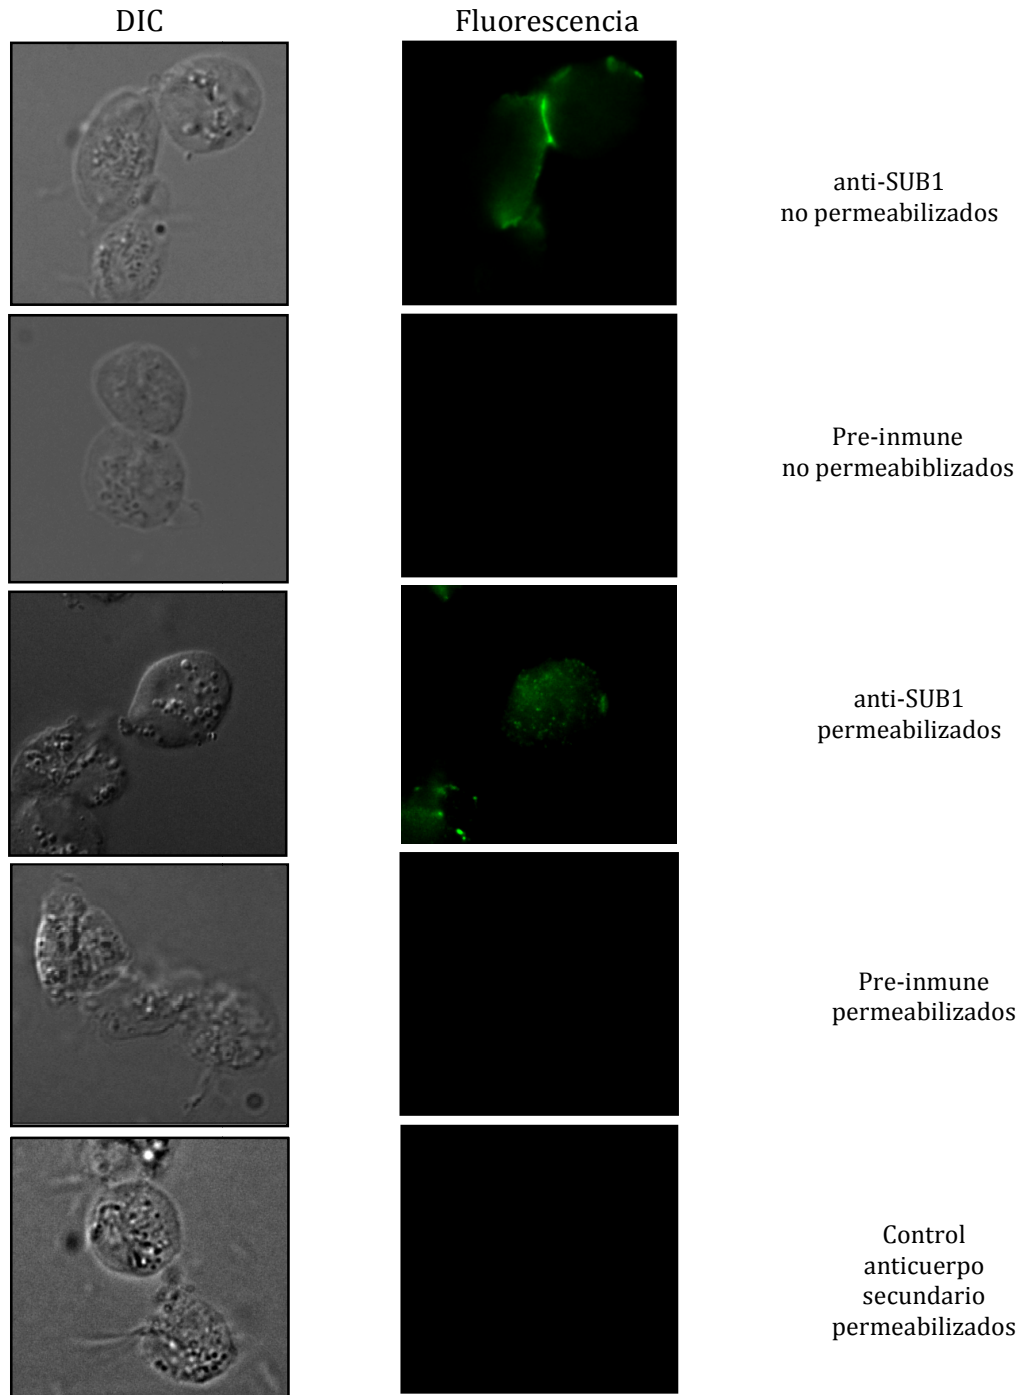 DIC
Fluorescencia
anti-SUB1
no permeabilizados
Pre-inmune
no permeabiblizados
anti-SUB1
permeabilizados
Pre-inmune
permeabilizados
Control
anticuerpo
secundario
permeabilizados